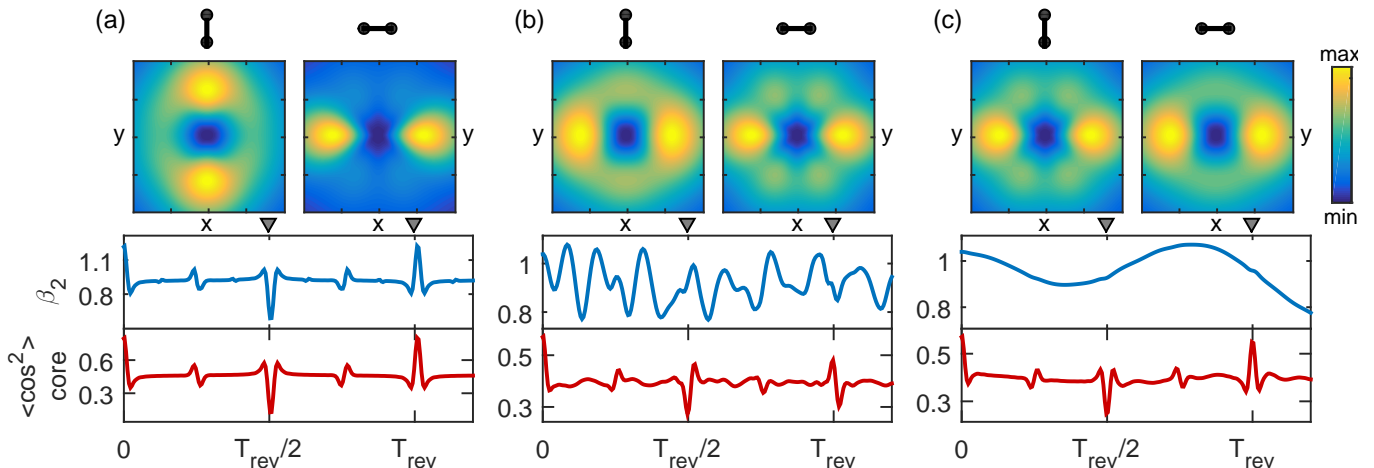 (a) (b) (c)
max
y y y y y y
min
x x x x x x
β2 1.1 0.8
1 0.8
1 0.8
<cos²> core 0.6 0.3
0.5 0.3
0.5 0.3
0 Trev/2 Trev 0 Trev/2 Trev 0 Trev/2 Trev